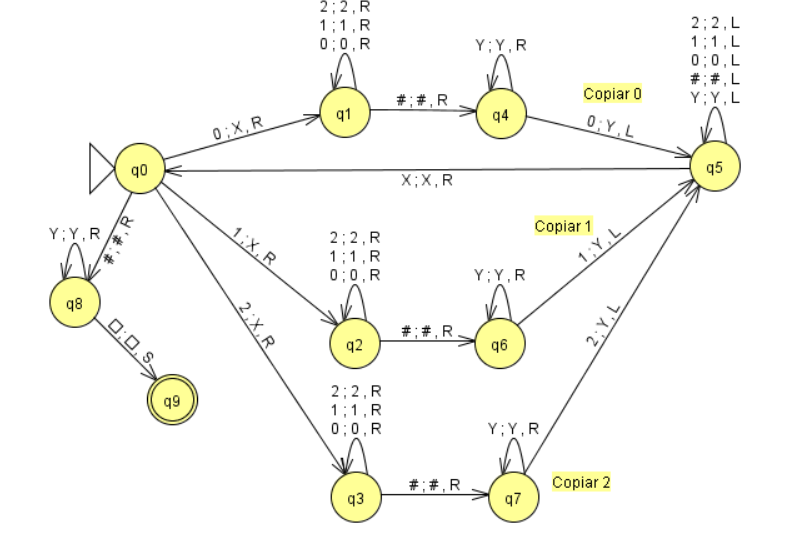 2 ; 2 , R
1 ; 1 , R
0 ; 0 , R
q1
# ; # , R
Y ; Y , R
q4
Copiar 0
0 ; Y , L
2 ; 2 , L
1 ; 1 , L
0 ; 0 , L
# ; # , L
Y ; Y , L
q5
q0
0 ; X , R
X ; X , R
1 ; X , R
2 ; X , R
# ; # , R
Y ; Y , R
q8
□ ; □ , S
q9
2 ; 2 , R
1 ; 1 , R
0 ; 0 , R
q2
# ; # , R
Y ; Y , R
q6
Copiar 1
1 ; Y , L
2 ; 2 , R
1 ; 1 , R
0 ; 0 , R
q3
# ; # , R
Y ; Y , R
q7
Copiar 2
2 ; Y , L